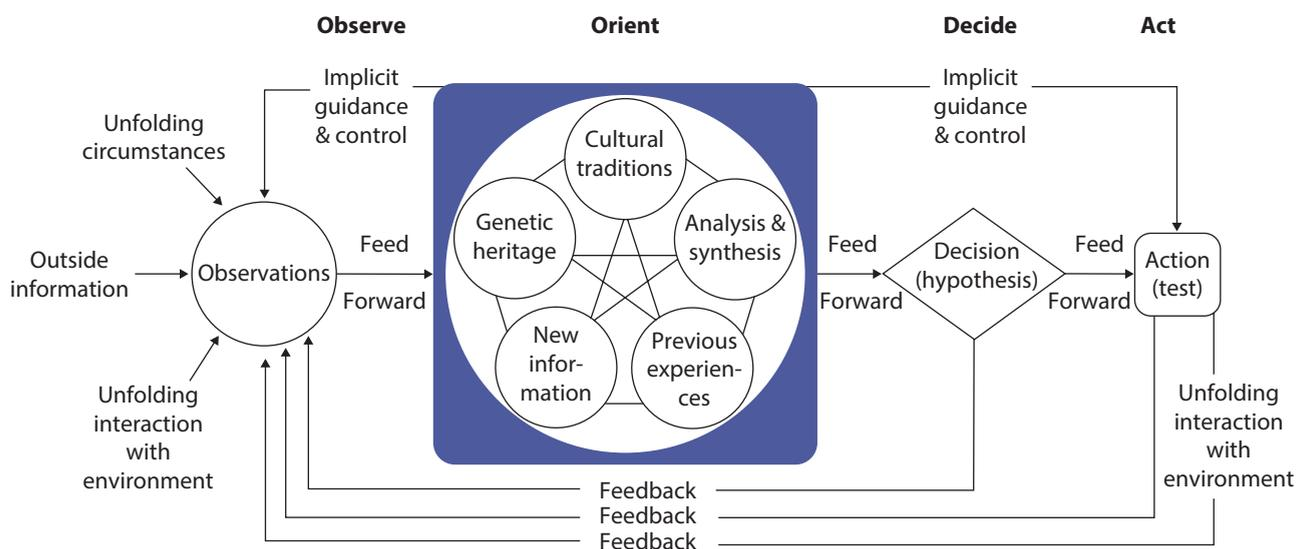 Observe
Orient
Decide
Act
Implicit
guidance
& control
Implicit
guidance
& control
Unfolding
circumstances
Cultural
traditions
Genetic
heritage
Analysis &
synthesis
Outside
information
Observations
Feed
Forward
Feed
Forward
Decision
(hypothesis)
Feed
Forward
Action
(test)
New
infor-
mation
Previous
experien-
ces
Unfolding
interaction
with
environment
Unfolding
interaction
with
environment
Feedback
Feedback
Feedback